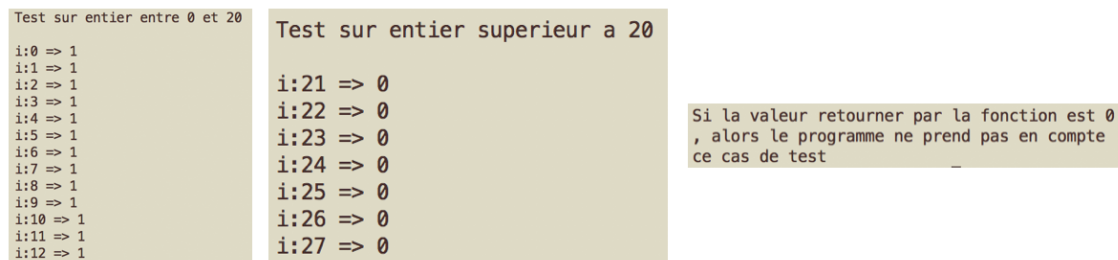 Test sur entier entre 0 et 20
i:0 => 1
i:1 => 1
i:2 => 1
i:3 => 1
i:4 => 1
i:5 => 1
i:6 => 1
i:7 => 1
i:8 => 1
i:9 => 1
i:10 => 1
i:11 => 1
i:12 => 1
Test sur entier superieur a 20
i:21 => 0
i:22 => 0
i:23 => 0
i:24 => 0
i:25 => 0
i:26 => 0
i:27 => 0
Si la valeur retourner par la fonction est 0
, alors le programme ne prend pas en compte
ce cas de test